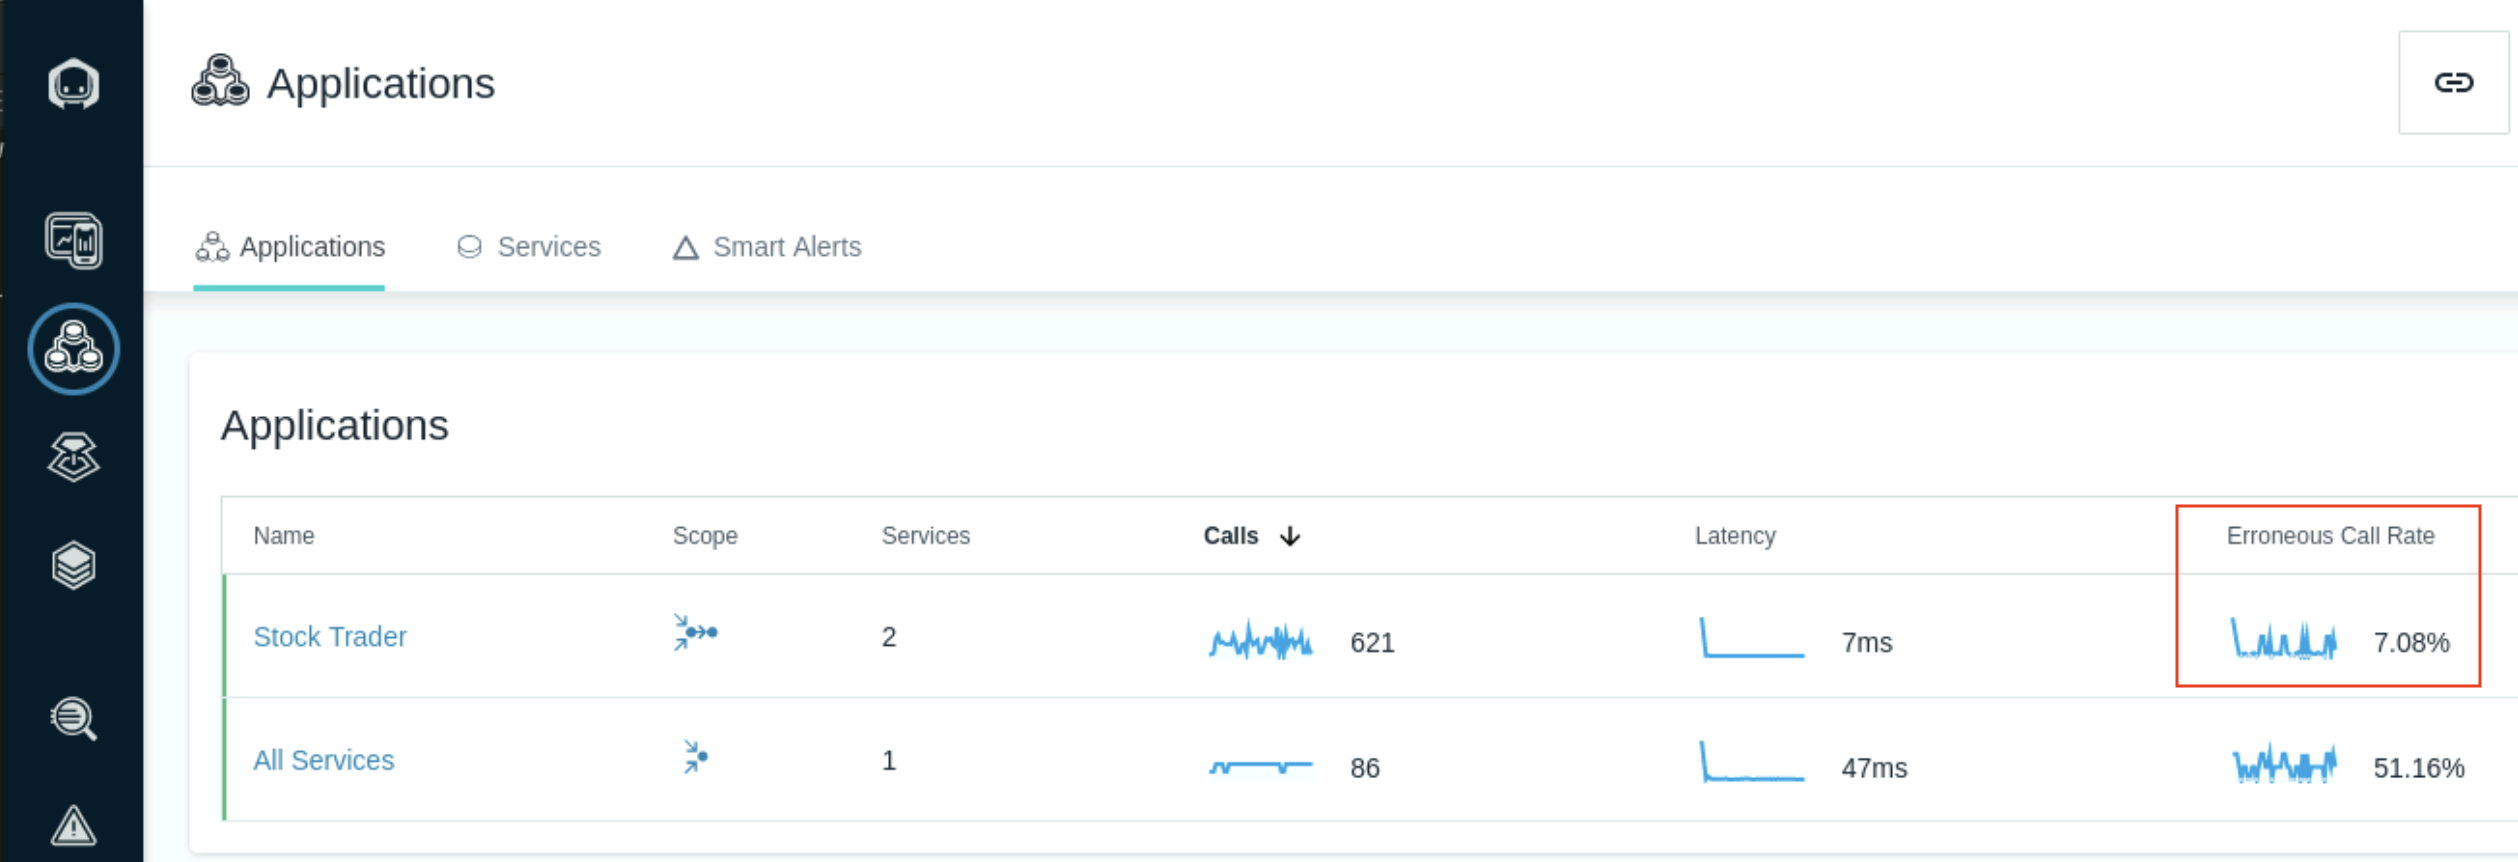 Applications
Applications Services Smart Alerts
Applications
Name Scope Services Calls Latency Erroneous Call Rate
Stock Trader 2 621 7ms 7.08%
All Services 1 86 47ms 51.16%